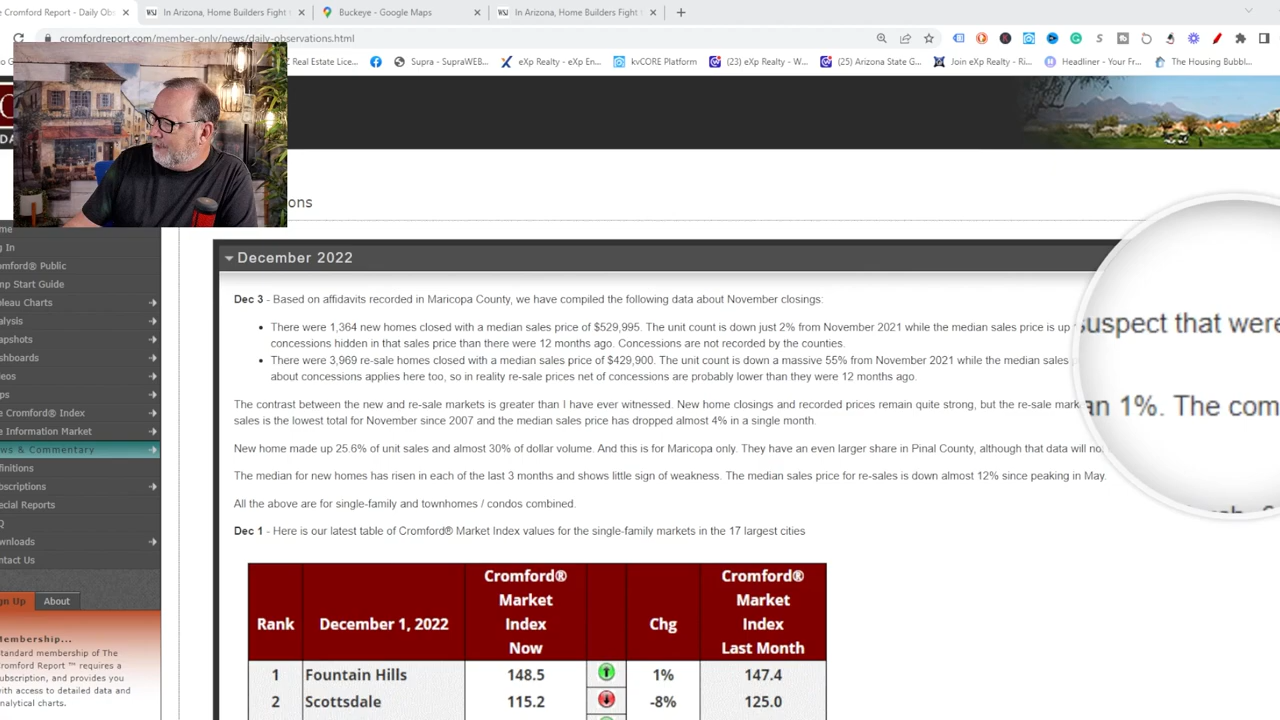 e Cromford Report - Daily Obs
In Arizona, Home Builders Fight
Buckeye - Google Maps
In Arizona, Home Builders Fight
cromfordreport.com/member-only/news/daily-observations.html
Z Real Estate Lice...
Supra - SupraWEB...
eXp Realty - eXp En...
kvCORE Platform
(23) eXp Realty - W...
(25) Arizona State G...
Join eXp Realty - Ri...
Headliner - Your Fr...
The Housing Bubbl...
ons
me
g In
omford® Public
mp Start Guide
bleau Charts
alysis
apshots
ashboards
deos
ps
e Cromford® Index
e Information Market
ws & Commentary
finitions
bscriptions
ecial Reports
Q
ownloads
ntact Us
gn Up About
Membership...
Standard membership of The
Cromford Report ™ requires a
subscription, and provides you
with access to detailed data and
analytical charts.
December 2022
Dec 3 - Based on affidavits recorded in Maricopa County, we have compiled the following data about November closings:
• There were 1,364 new homes closed with a median sales price of $529,995. The unit count is down just 2% from November 2021 while the median sales price is up
concessions hidden in that sales price than there were 12 months ago. Concessions are not recorded by the counties.
• There were 3,969 re-sale homes closed with a median sales price of $429,900. The unit count is down a massive 55% from November 2021 while the median sales p
about concessions applies here too, so in reality re-sale prices net of concessions are probably lower than they were 12 months ago.
The contrast between the new and re-sale markets is greater than I have ever witnessed. New home closings and recorded prices remain quite strong, but the re-sale mark
sales is the lowest total for November since 2007 and the median sales price has dropped almost 4% in a single month.
New home made up 25.6% of unit sales and almost 30% of dollar volume. And this is for Maricopa only. They have an even larger share in Pinal County, although that data will no
The median for new homes has risen in each of the last 3 months and shows little sign of weakness. The median sales price for re-sales is down almost 12% since peaking in May.
All the above are for single-family and townhomes / condos combined.
Dec 1 - Here is our latest table of Cromford® Market Index values for the single-family markets in the 17 largest cities
suspect that were
an 1%. The com
Rank December 1, 2022 Cromford® Market Index Now Chg Cromford® Market Index Last Month
1 Fountain Hills 148.5 1% 147.4
2 Scottsdale 115.2 -8% 125.0